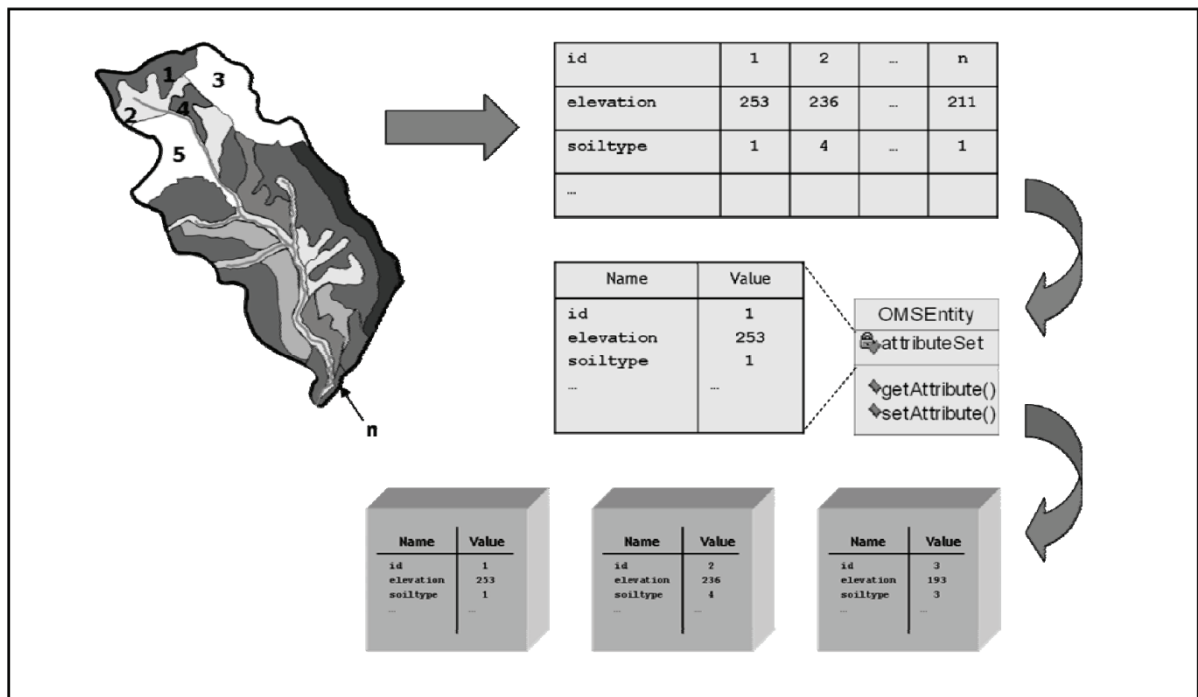 1
3
2
4
5
n
id 1 2 … n
elevation 253 236 … 211
soiltype 1 4 … 1
…
Name Value
id 1
elevation 253
soiltype 1
… …
OMSEntity
attributeSet
getAttribute()
setAttribute()
Name Value
id 1
elevation 253
soiltype 1
… …
Name Value
id 2
elevation 236
soiltype 4
… …
Name Value
id 3
elevation 193
soiltype 3
… …